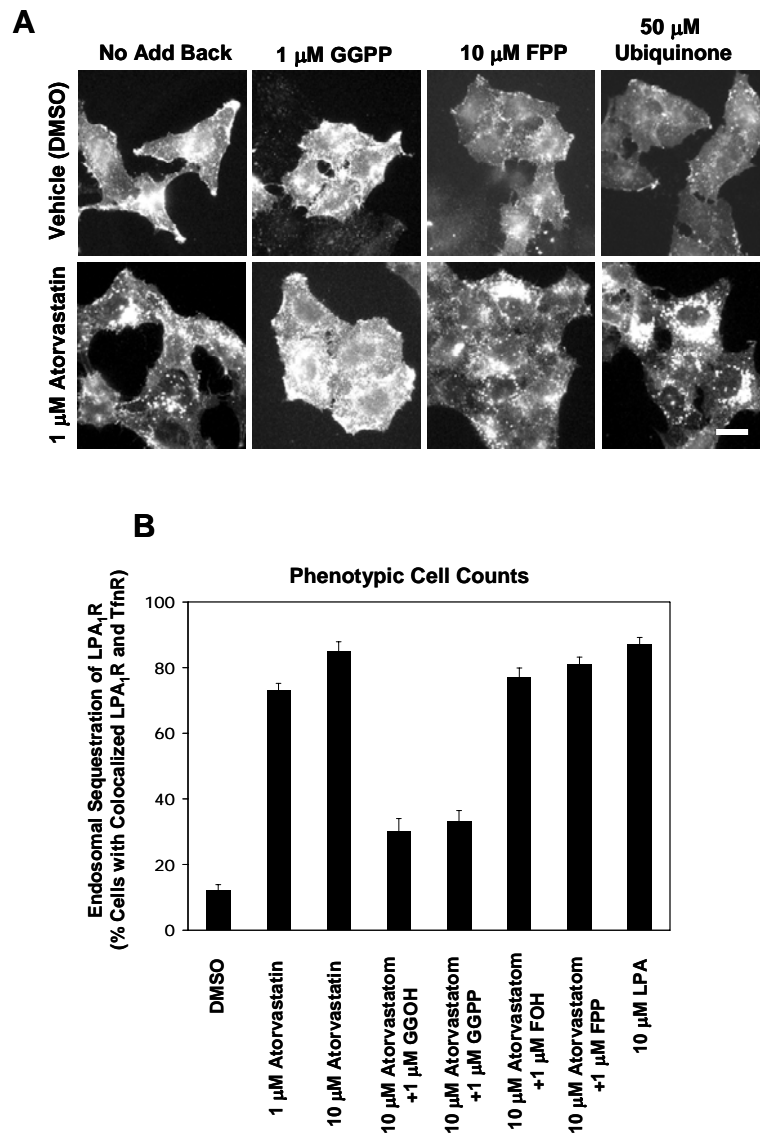 A
No Add Back
1 µM GGPP
10 µM FPP
50 µM
Ubiquinone
Vehicle (DMSO)
1 µM Atorvastatin
B
Phenotypic Cell Counts
Endosomal Sequestration of LPA₁R
(% Cells with Colocalized LPA₁R and TfnR)
100
80
60
40
20
0
DMSO
1 µM Atorvastatin
10 µM Atorvastatin
10 µM Atorvastatom
+1 µM GGOH
10 µM Atorvastatom
+1 µM GGPP
10 µM Atorvastatom
+1 µM FOH
10 µM Atorvastatom
+1 µM FPP
10 µM LPA